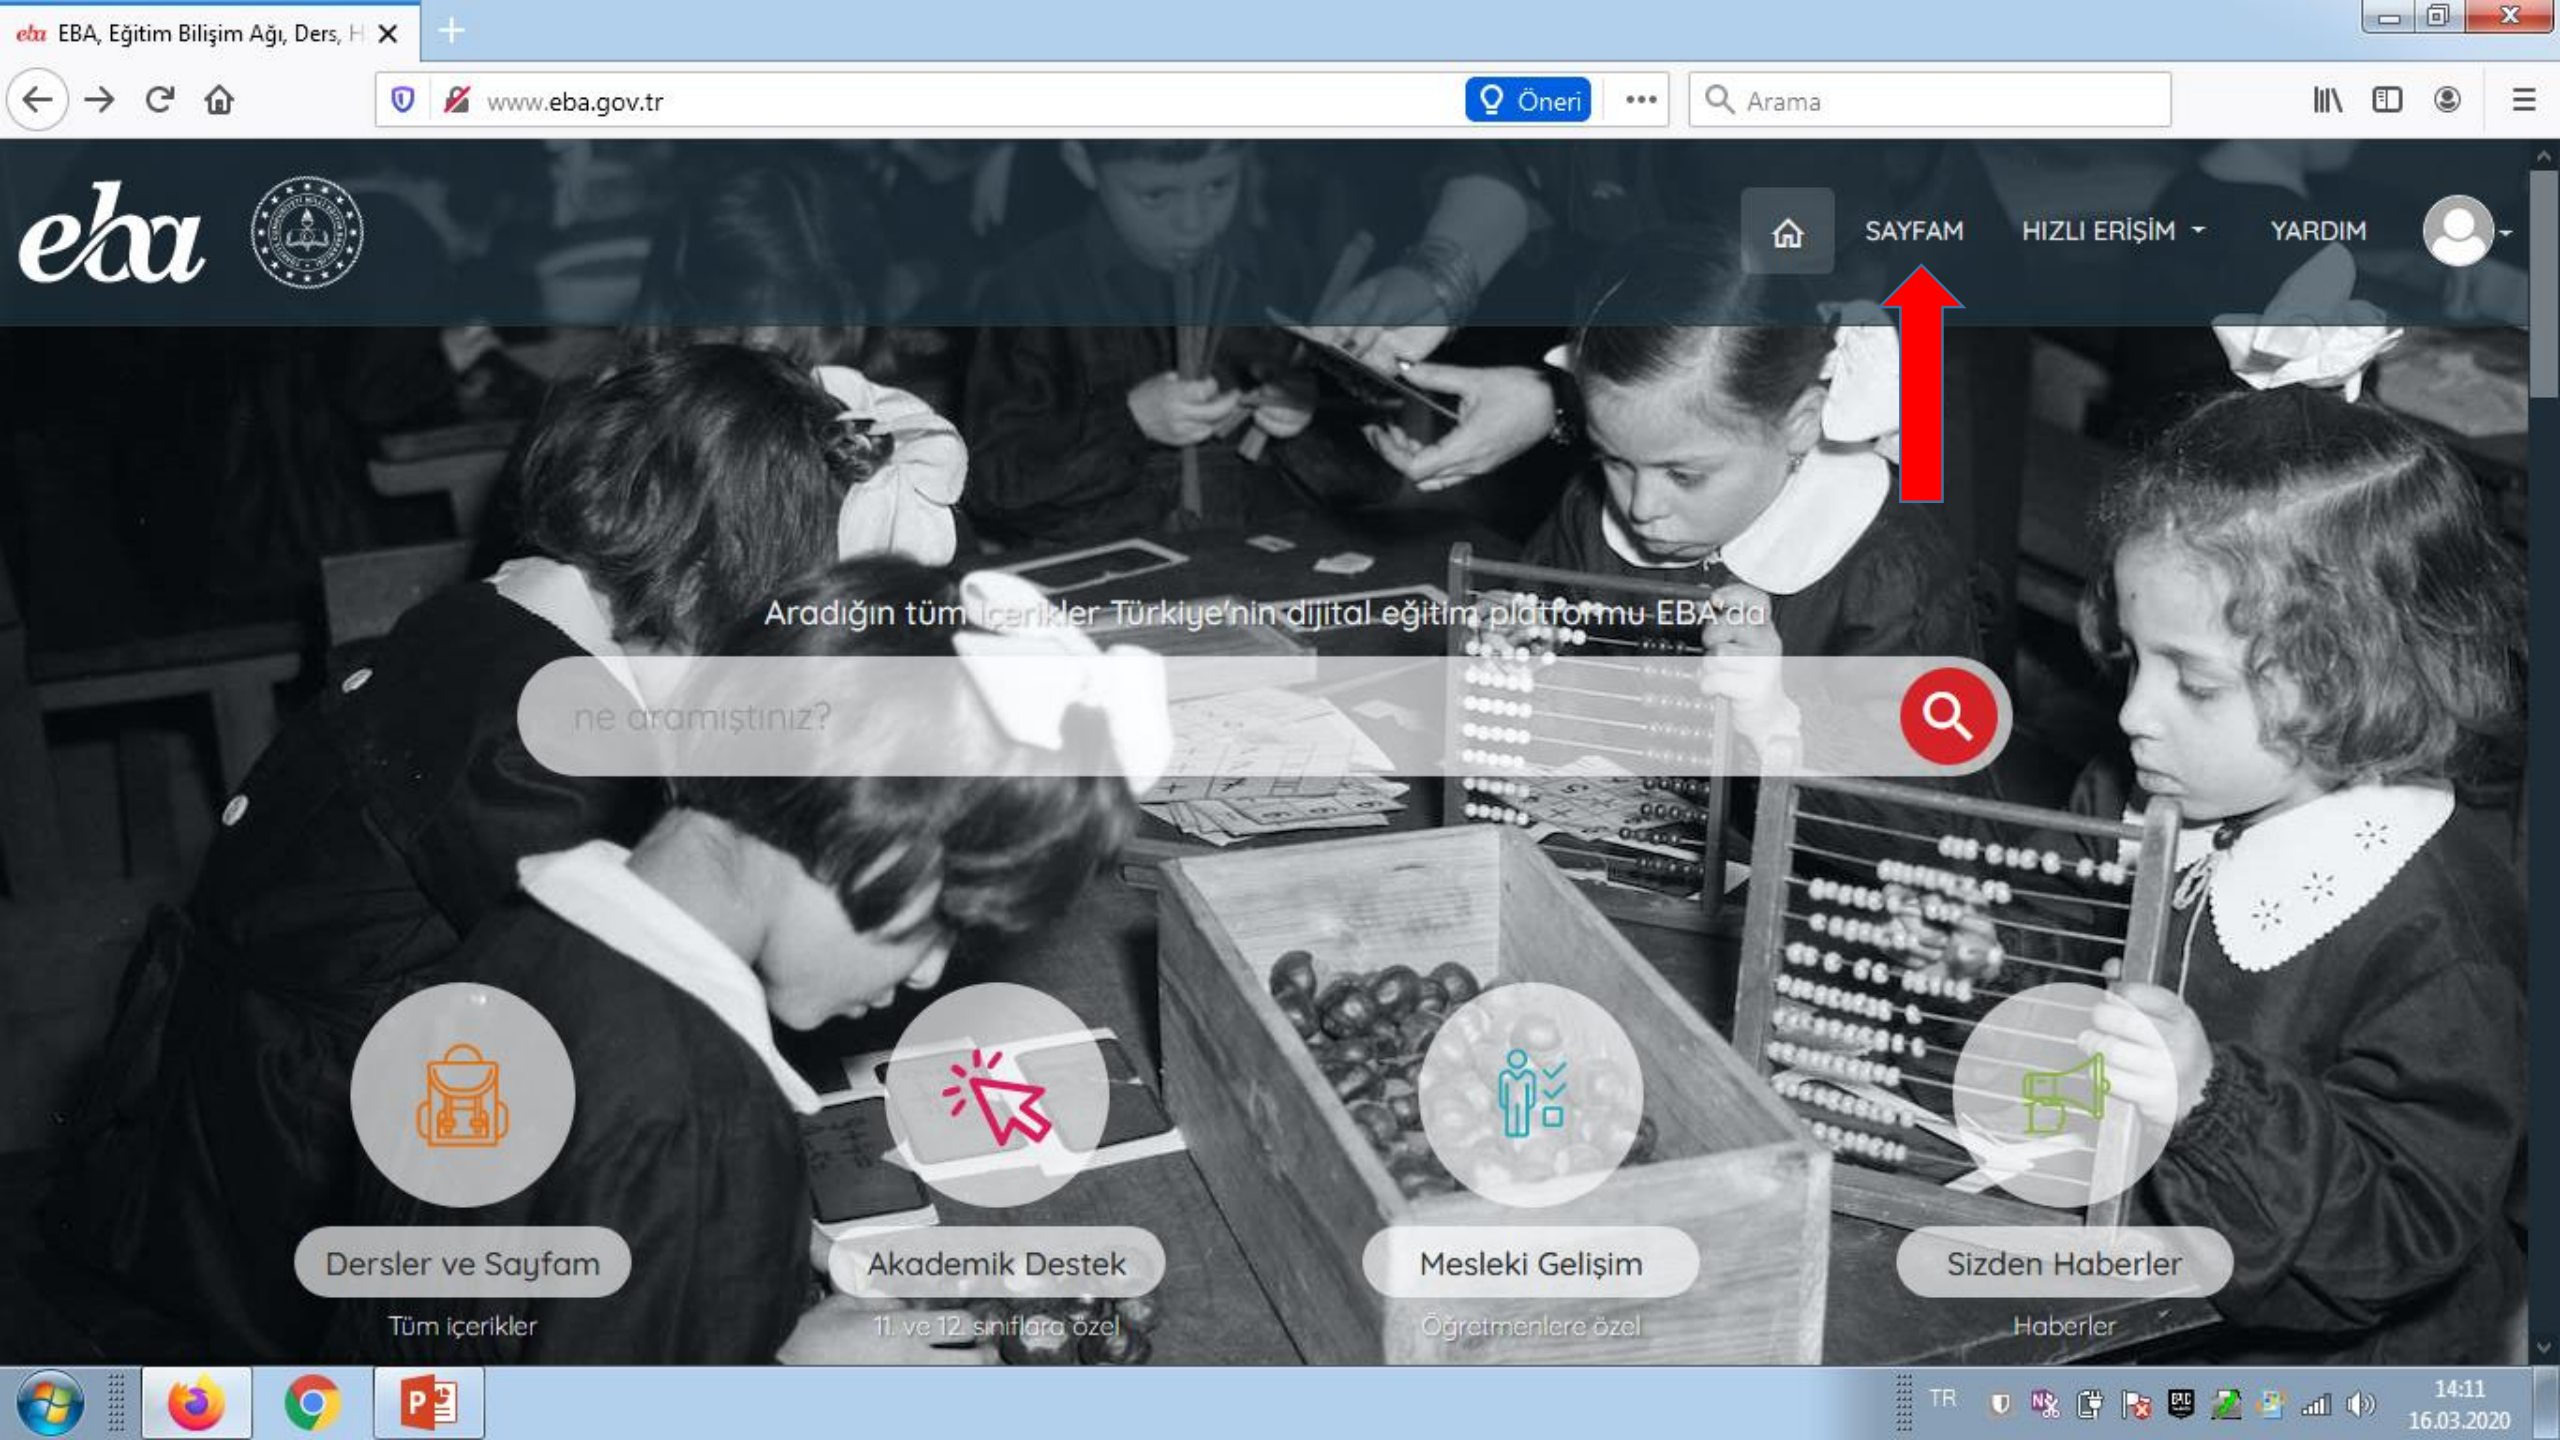 eba EBA, Eğitim Bilişim Ağı, Ders, H
www.eba.gov.tr
Öneri
Arama
eba
SAYFAM
HIZLI ERİŞİM
YARDIM
Aradığın tüm içerikler Türkiye'nin dijital eğitim platformu EBA'da
ne aramıştınız?
Dersler ve Sayfam
Akademik Destek
Mesleki Gelişim
Sizden Haberler
Tüm içerikler
11. ve 12. sınıflara özel
Öğretmenlere özel
Haberler
TR
14:11
16.03.2020